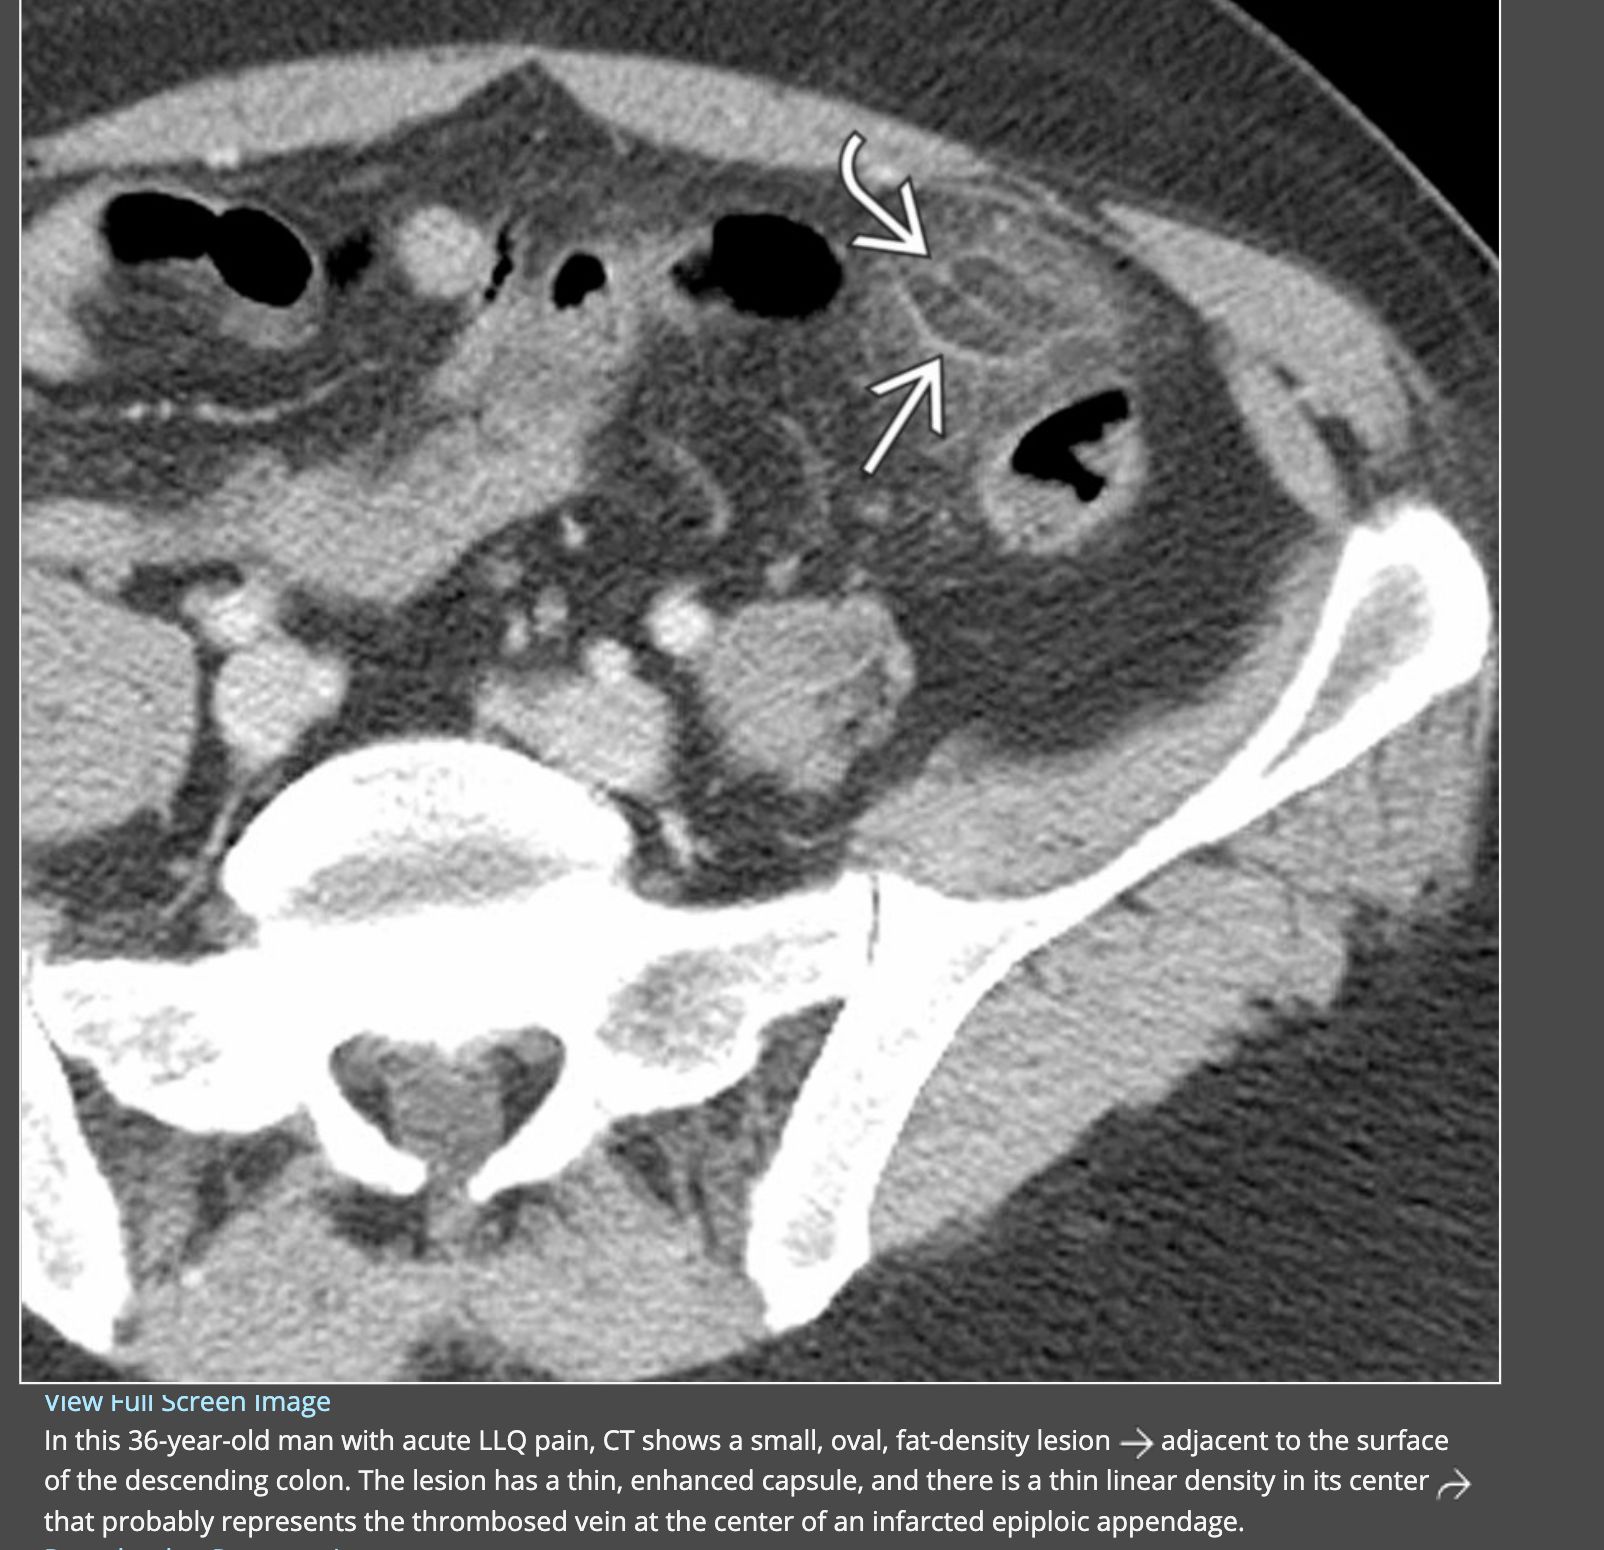 View Full Screen Image
In this 36-year-old man with acute LLQ pain, CT shows a small, oval, fat-density lesion → adjacent to the surface
of the descending colon. The lesion has a thin, enhanced capsule, and there is a thin linear density in its center ↷
that probably represents the thrombosed vein at the center of an infarcted epiploic appendage.